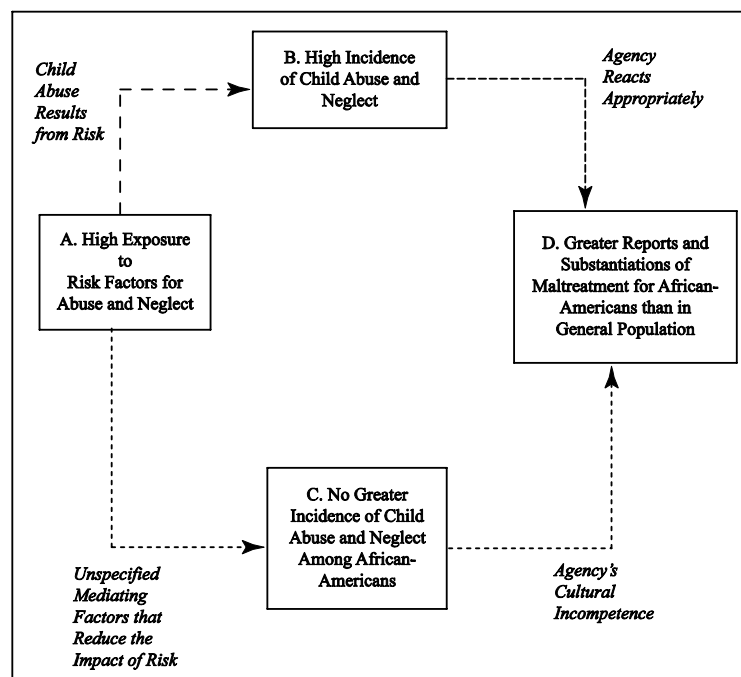 Child
Abuse
Results
from Risk
B. High Incidence
of Child Abuse and
Neglect
Agency
Reacts
Appropriately
A. High Exposure
to
Risk Factors for
Abuse and Neglect
D. Greater Reports and
Substantiations of
Maltreatment for African-
Americans than in
General Population
C. No Greater
Incidence of Child
Abuse and Neglect
Among African-
Americans
Unspecified
Mediating
Factors that
Reduce the
Impact of Risk
Agency's
Cultural
Incompetence